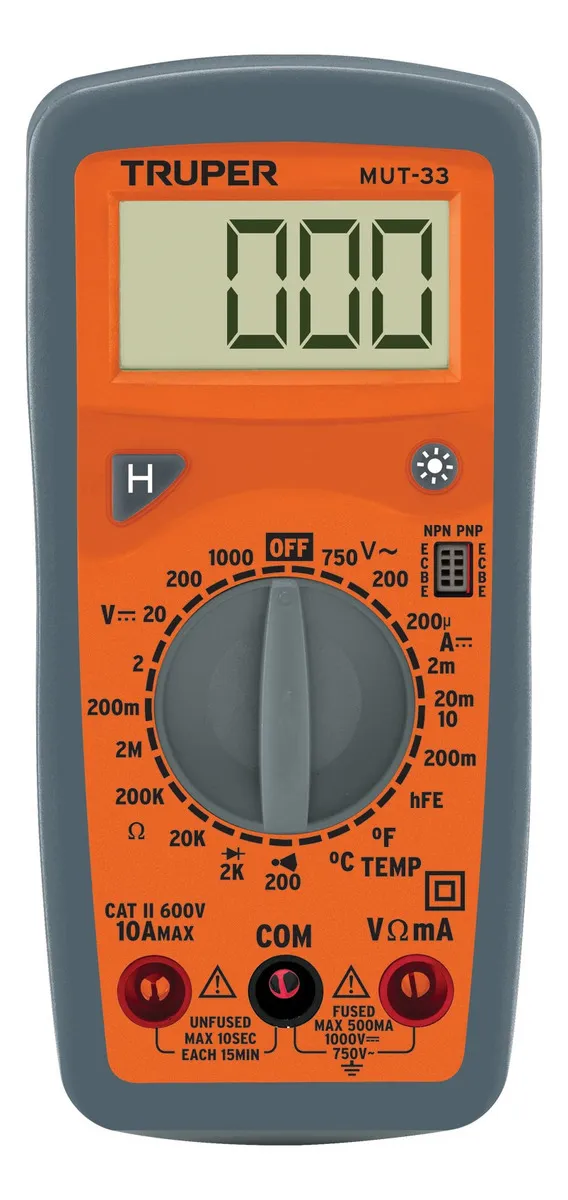 TRUPER MUT-33
000
H
NPN PNP
E E
C C
B B
E E
OFF
750 V~
200
200µ
A⎓
2m
20m
10
200m
hFE
°F
°C TEMP
200
2K
20K
Ω
200K
2M
200m
2
V⎓ 20
200
1000
CAT II 600V
10AMAX
COM
VΩmA
UNFUSED
MAX 10SEC
EACH 15MIN
FUSED
MAX 500MA
1000V⎓
750V~